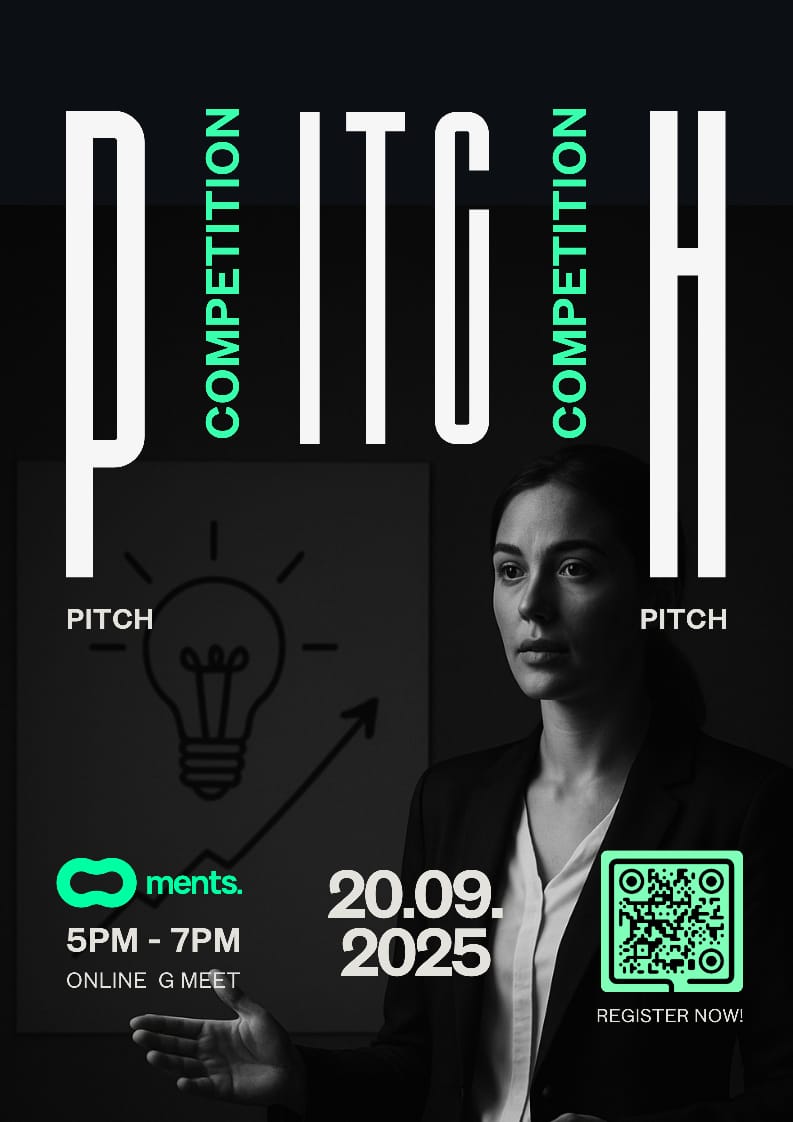 PITCH
COMPETITION
COMPETITION
PITCH
PITCH
ments.
5PM - 7PM
ONLINE G MEET
20.09.
2025
REGISTER NOW!